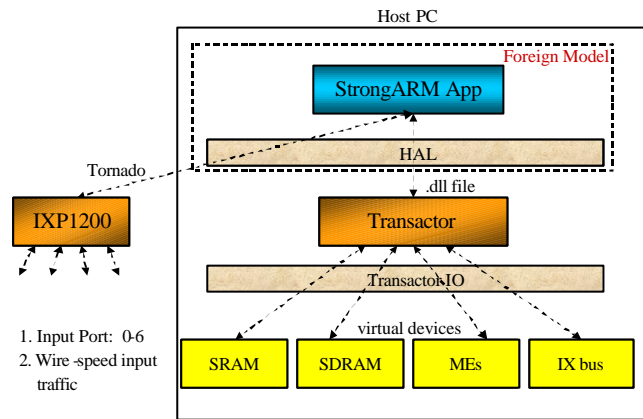 Host PC
Foreign Model
StrongARM App
HAL
Tornado
.dll file
IXP1200
Transactor
Transactor IO
1. Input Port: 0-6
2. Wire -speed input
traffic
virtual devices
SRAM
SDRAM
MEs
IX bus